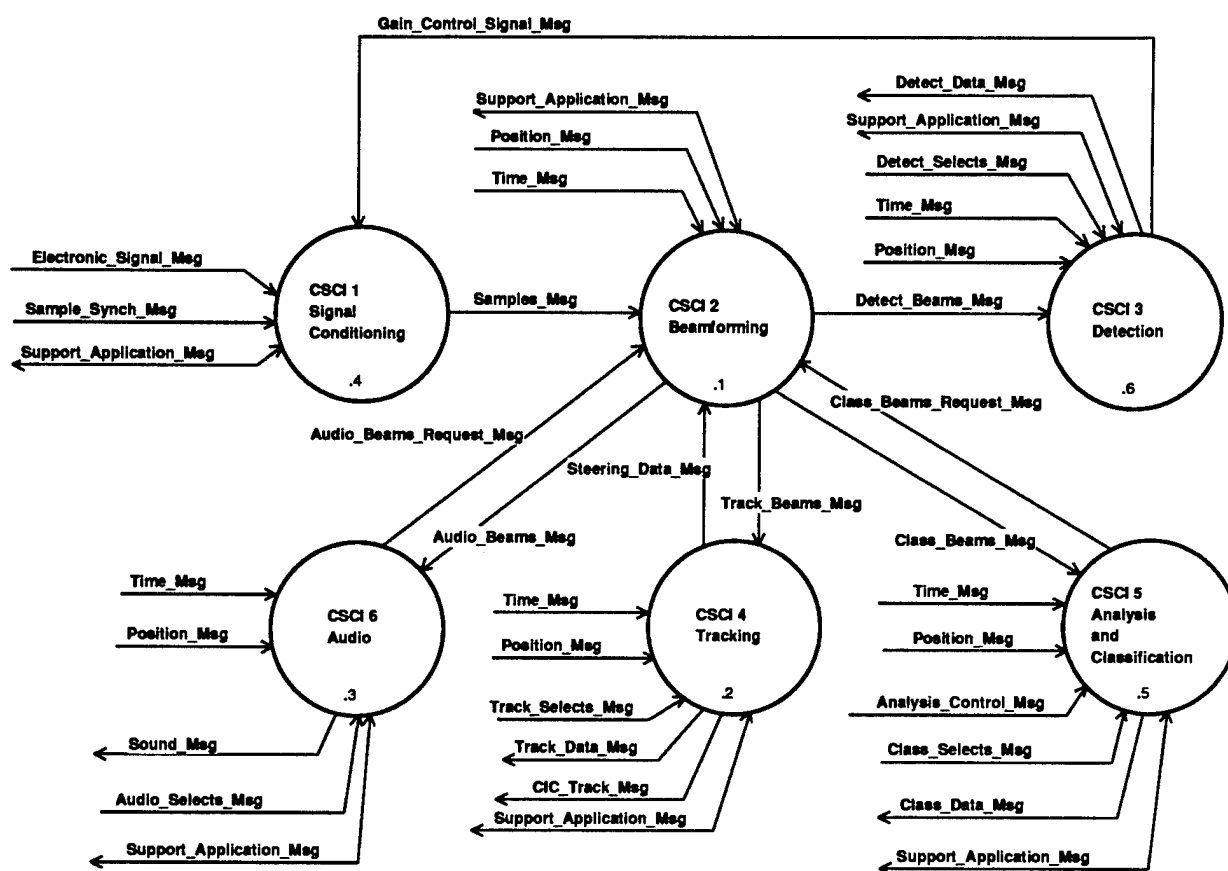 Gain_Control_Signal_Msg
Detect_Data_Msg
Support_Application_Msg
Support_Application_Msg
Position_Msg
Detect_Selects_Msg
Time_Msg
Time_Msg
Position_Msg
Electronic_Signal_Msg
Sample_Synch_Msg
Support_Application_Msg
CSCI 1
Signal
Conditioning
.4
Samples_Msg
CSCI 2
Beamforming
.1
Detect_Beams_Msg
CSCI 3
Detection
.6
Class_Beams_Request_Msg
Audio_Beams_Request_Msg
Steering_Data_Msg
Track_Beams_Msg
Audio_Beams_Msg
Class_Beams_Msg
Time_Msg
Position_Msg
CSCI 6
Audio
.3
Sound_Msg
Audio_Selects_Msg
Support_Application_Msg
Time_Msg
Position_Msg
CSCI 4
Tracking
.2
Track_Selects_Msg
Track_Data_Msg
CIC_Track_Msg
Support_Application_Msg
Time_Msg
Position_Msg
CSCI 5
Analysis
and
Classification
.5
Analysis_Control_Msg
Class_Selects_Msg
Class_Data_Msg
Support_Application_Msg